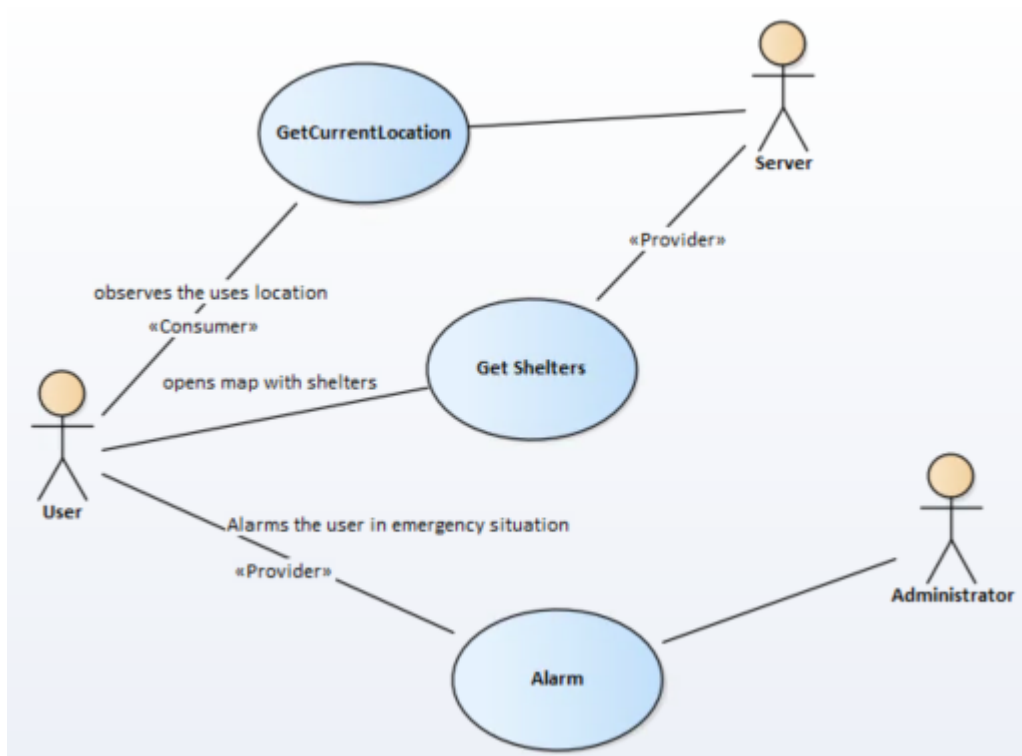 GetCurrentLocation
Server
«Provider»
observes the uses location
«Consumer»
Get Shelters
opens map with shelters
User
Alarms the user in emergency situation
«Provider»
Administrator
Alarm